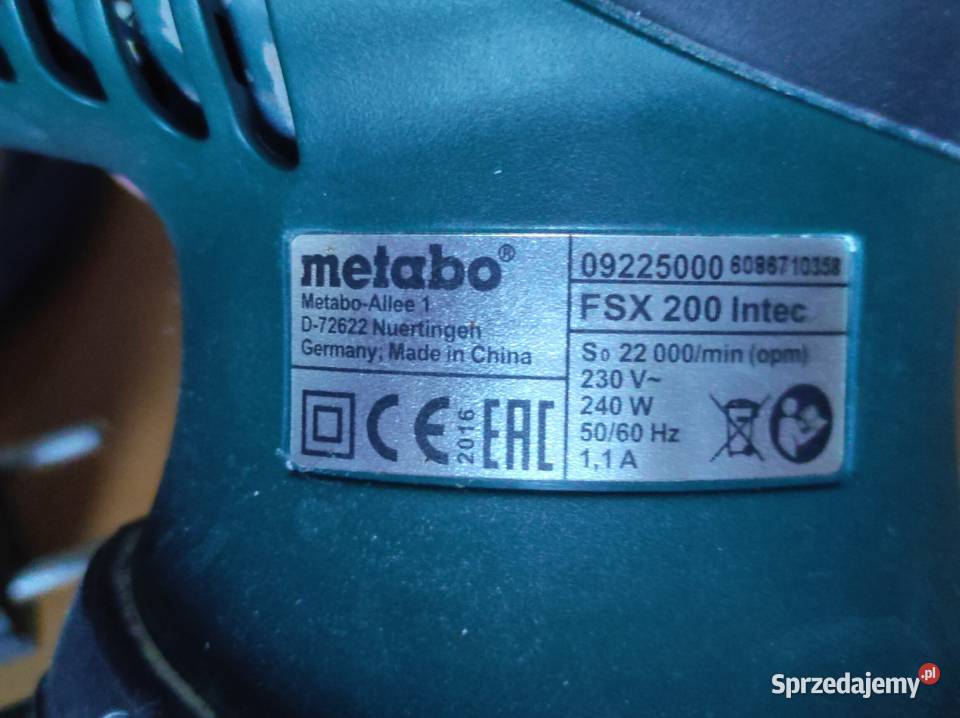 metabo®
Metabo-Allee 1
D-72622 Nuertingen
Germany, Made in China
CE 2016 EAC
09225000 6086710358
FSX 200 Intec
S₀ 22 000/min (opm)
230 V~
240 W
50/60 Hz
1,1 A
Sprzedajemy.pl